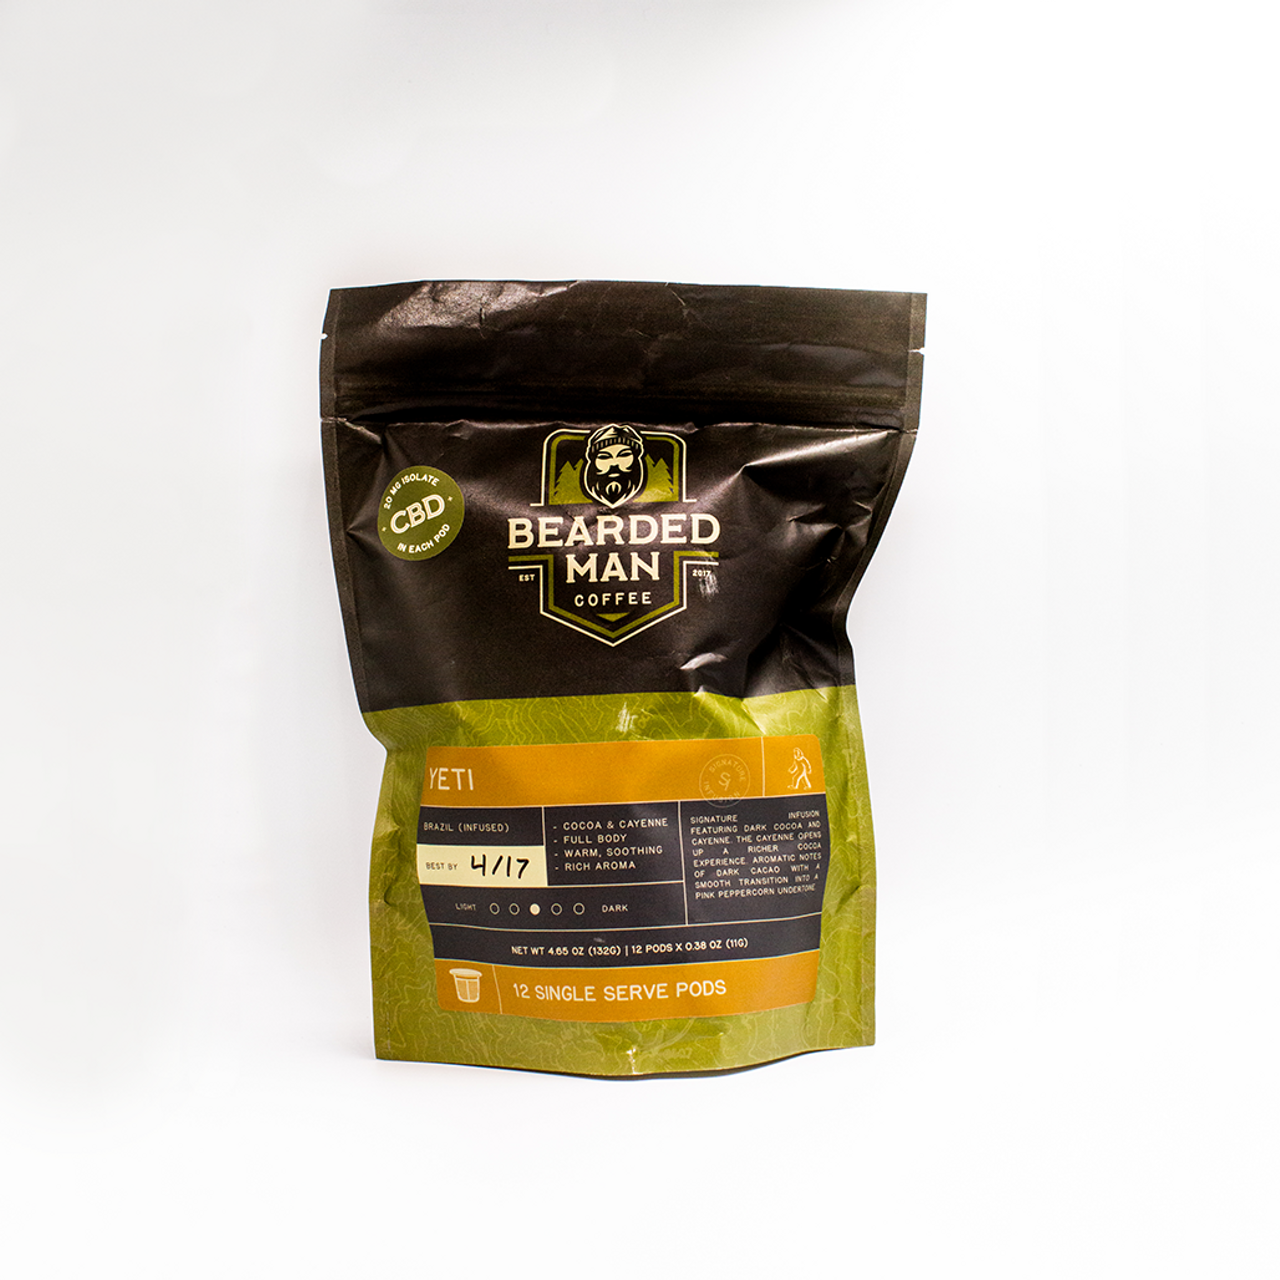 20 MG ISOLATE
CBD
IN EACH POD
BEARDED
MAN
EST 2017
COFFEE
YETI
SIGNATURE
INFUSION
BRAZIL (INFUSED)
BEST BY 4/17
- COCOA & CAYENNE
- FULL BODY
- WARM, SOOTHING
- RICH AROMA
SIGNATURE INFUSION
FEATURING DARK COCOA AND
CAYENNE. THE CAYENNE OPENS
UP A RICHER COCOA
EXPERIENCE. AROMATIC NOTES
OF DARK CACAO WITH A
SMOOTH TRANSITION INTO A
PINK PEPPERCORN UNDERTONE.
LIGHT DARK
NET WT 4.65 OZ (132G) | 12 PODS X 0.38 OZ (11G)
12 SINGLE SERVE PODS